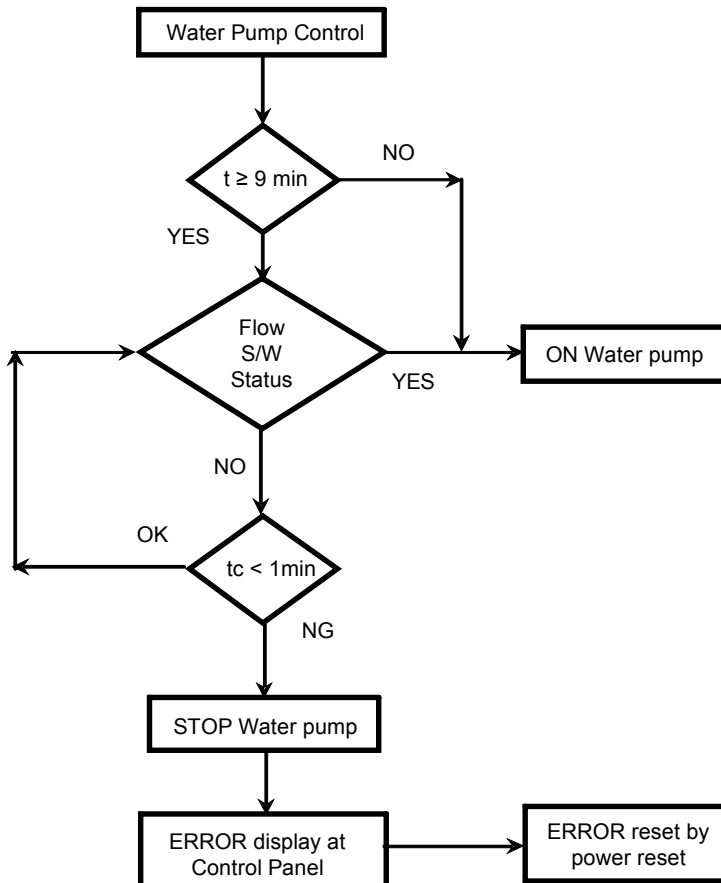 Water Pump Control
t ≥ 9 min
NO
YES
Flow
S/W
Status
YES
ON Water pump
NO
OK
tc < 1min
NG
STOP Water pump
ERROR display at
Control Panel
ERROR reset by
power reset